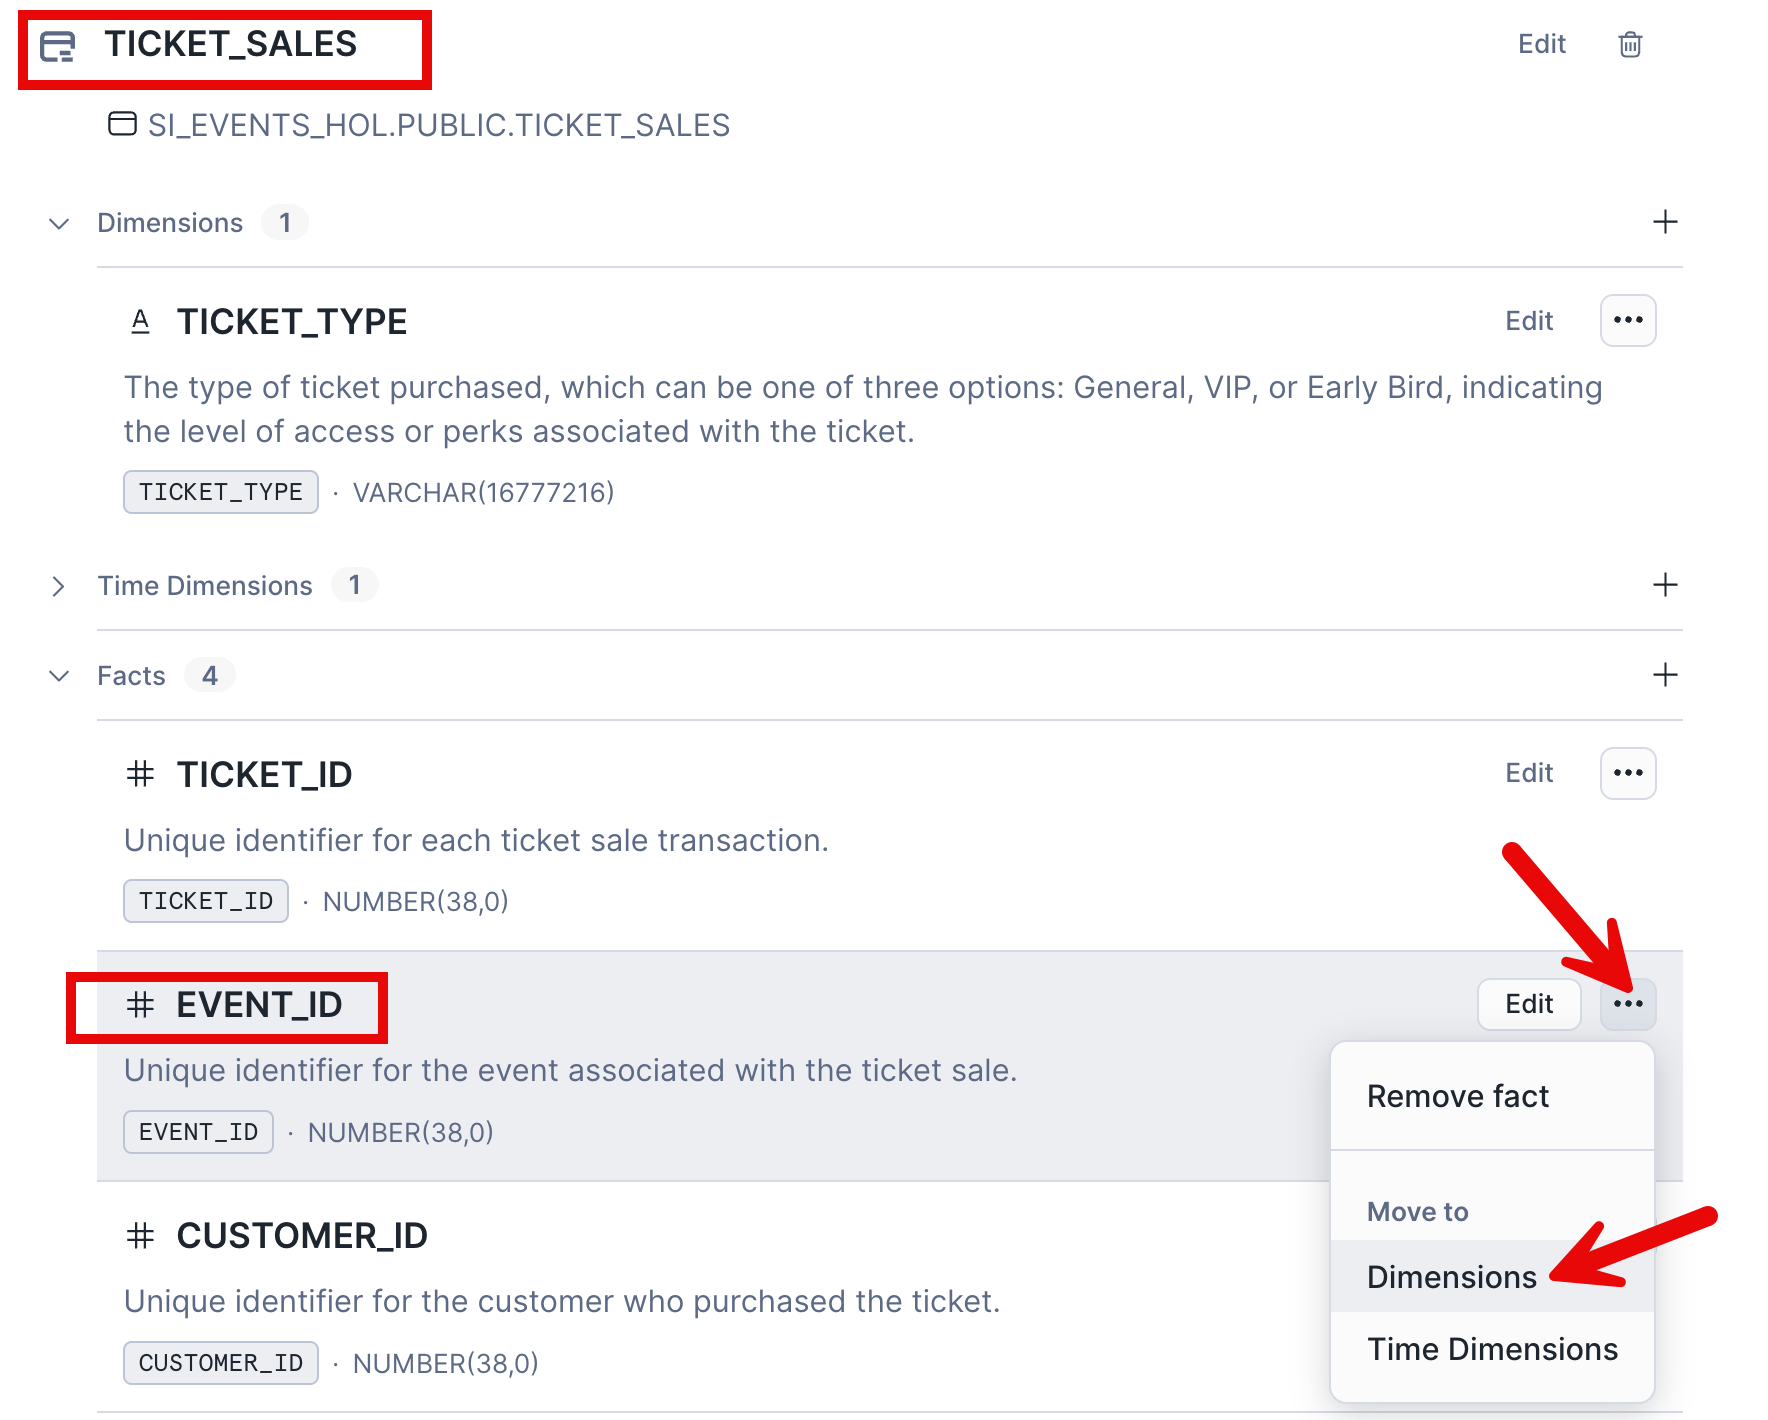 TICKET_SALES Edit
SI_EVENTS_HOL.PUBLIC.TICKET_SALES
Dimensions 1
A TICKET_TYPE Edit
The type of ticket purchased, which can be one of three options: General, VIP, or Early Bird, indicating
the level of access or perks associated with the ticket.
TICKET_TYPE · VARCHAR(16777216)
Time Dimensions 1
Facts 4
# TICKET_ID Edit
Unique identifier for each ticket sale transaction.
TICKET_ID · NUMBER(38,0)
# EVENT_ID Edit
Unique identifier for the event associated with the ticket sale.
EVENT_ID · NUMBER(38,0)
Remove fact
Move to
Dimensions
Time Dimensions
# CUSTOMER_ID
Unique identifier for the customer who purchased the ticket.
CUSTOMER_ID · NUMBER(38,0)